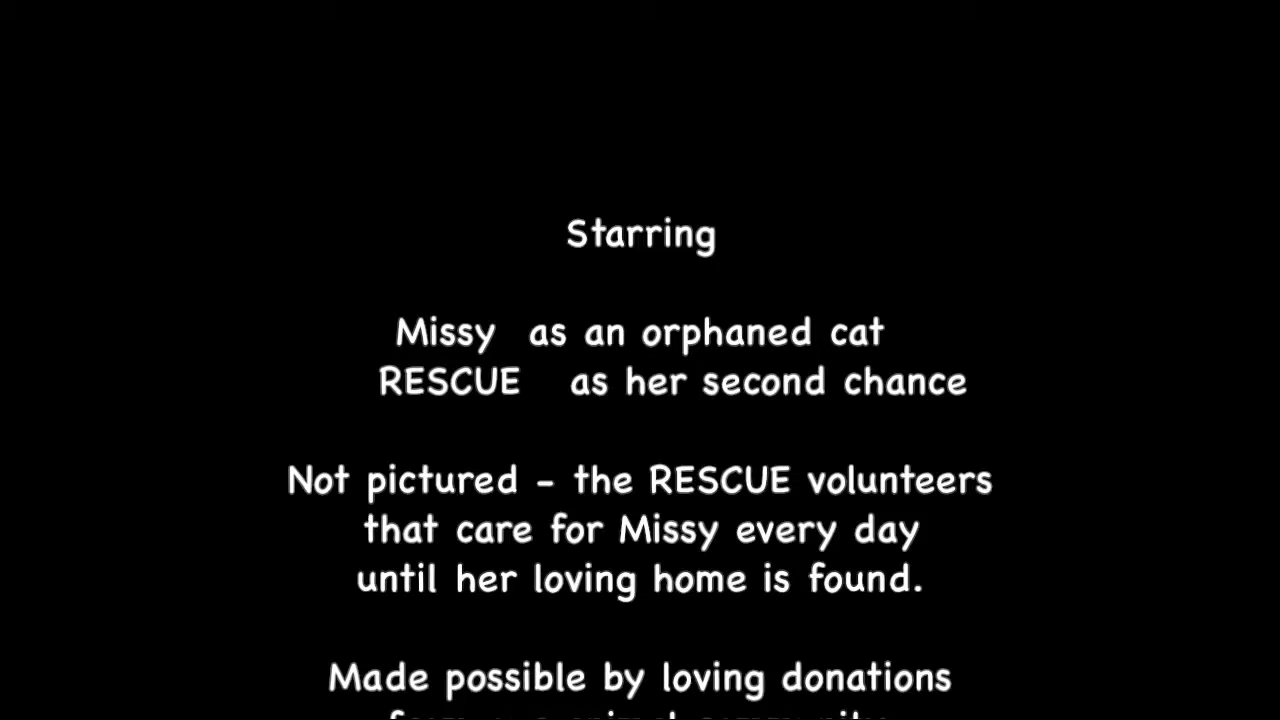 Starring
Missy as an orphaned cat
RESCUE as her second chance
Not pictured - the RESCUE volunteers
that care for Missy every day
until her loving home is found.
Made possible by loving donations